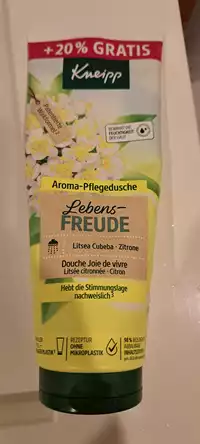 +20% GRATIS
Kneipp
Aroma-Pflegedusche
Lebens-
FREUDE
Litsea Cubeba · Zitrone
Douche Joie de vivre
Litsée citronnée · Citron
Hebt die Stimmungslage
nachweislich
REZEPTUR
OHNE
MIKROPLASTIK